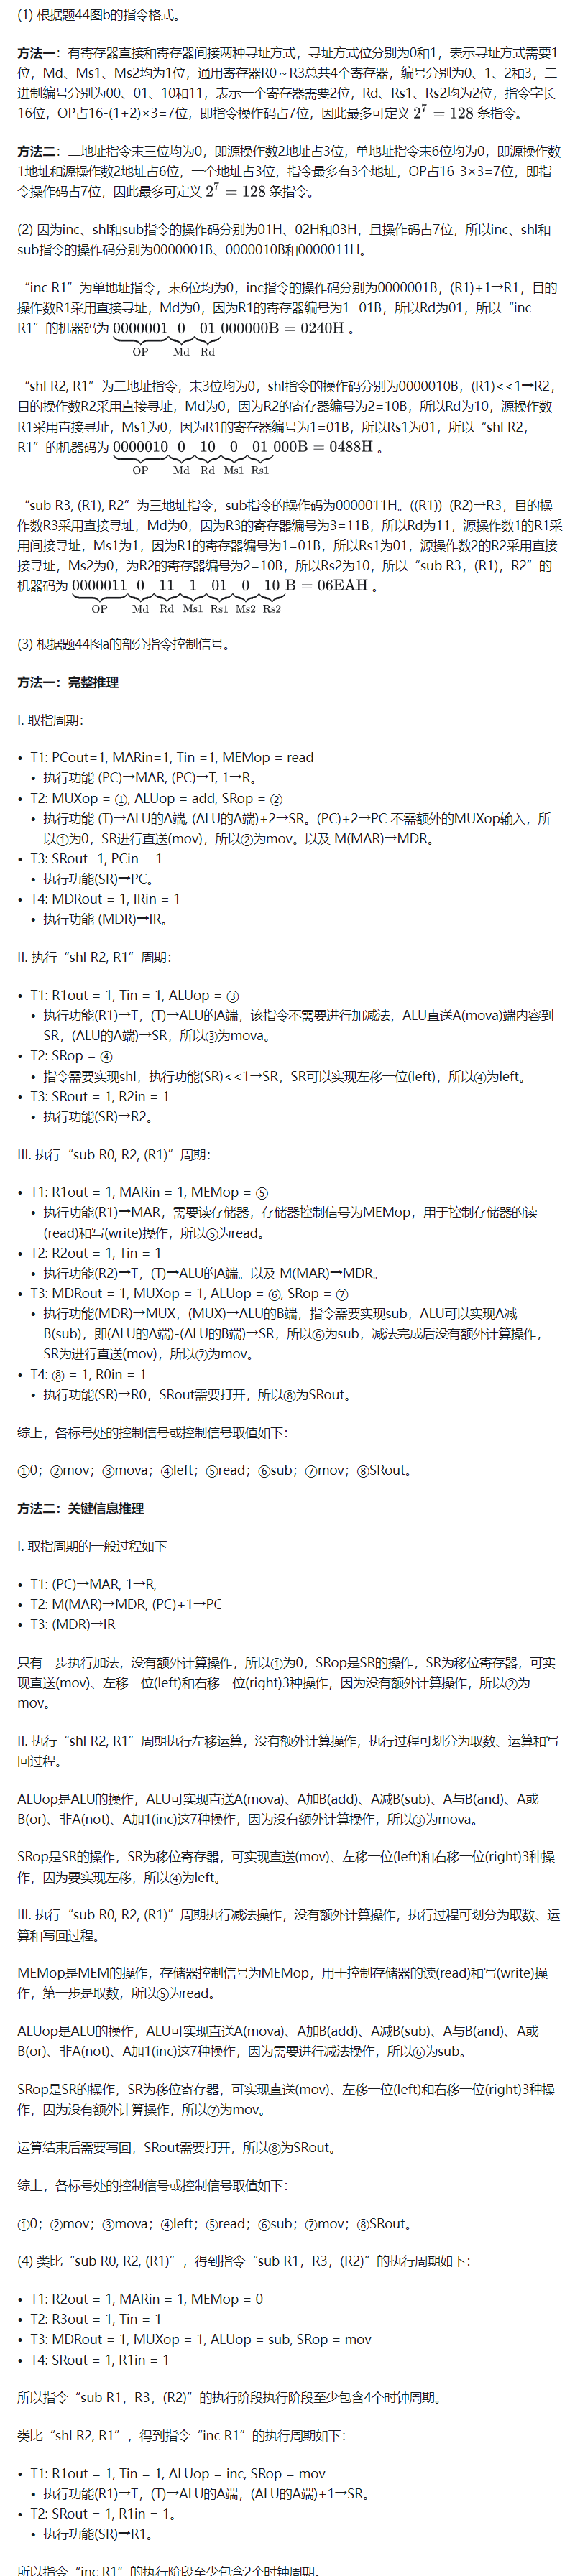 (1) 根据题44图b的指令格式。
方法一：有寄存器直接和寄存器间接两种寻址方式，寻址方式位分别为0和1，表示寻址方式需要1
位，Md、Ms1、Ms2均为1位，通用寄存器R0～R3总共4个寄存器，编号分别为0、1、2和3，二
进制编号分别为00、01、10和11，表示一个寄存器需要2位，Rd、Rs1、Rs2均为2位，指令字长
16位，OP占16-(1+2)×3=7位，即指令操作码占7位，因此最多可定义 2⁷ = 128 条指令。
方法二：二地址指令末三位均为0，即源操作数2地址占3位，单地址指令末6位均为0，即源操作数
1地址和源操作数2地址占6位，一个地址占3位，指令最多有3个地址，OP占16-3×3=7位，即指
令操作码占7位，因此最多可定义 2⁷ = 128 条指令。
(2) 因为inc、shl和sub指令的操作码分别为01H、02H和03H，且操作码占7位，所以inc、shl和
sub指令的操作码分别为0000001B、0000010B和0000011H。
“inc R1”为单地址指令，末6位均为0，inc指令的操作码分别为0000001B，(R1)+1→R1，目的
操作数R1采用直接寻址，Md为0，因为R1的寄存器编号为1=01B，所以Rd为01，所以“inc
R1”的机器码为 0000001 0 01 000000B = 0240H 。
OP Md Rd
“shl R2, R1”为二地址指令，末3位均为0，shl指令的操作码分别为0000010B，(R1)<<1→R2，
目的操作数R2采用直接寻址，Md为0，因为R2的寄存器编号为2=10B，所以Rd为10，源操作数
R1采用直接寻址，Ms1为0，因为R1的寄存器编号为1=01B，所以Rs1为01，所以“shl R2,
R1”的机器码为 0000010 0 10 0 01 000B = 0488H 。
OP Md Rd Ms1 Rs1
“sub R3, (R1), R2”为三地址指令，sub指令的操作码为0000011H。((R1))–(R2)→R3，目的操
作数R3采用直接寻址，Md为0，因为R3的寄存器编号为3=11B，所以Rd为11，源操作数1的R1采
用间接寻址，Ms1为1，因为R1的寄存器编号为1=01B，所以Rs1为01，源操作数2的R2采用直接
接寻址，Ms2为0，为R2的寄存器编号为2=10B，所以Rs2为10，所以“sub R3，(R1)，R2”的
机器码为 0000011 0 11 1 01 0 10 B = 06EAH 。
OP Md Rd Ms1 Rs1 Ms2 Rs2
(3) 根据题44图a的部分指令控制信号。
方法一：完整推理
I. 取指周期：
• T1: PCout=1, MARin=1, Tin =1, MEMop = read
• 执行功能 (PC)→MAR, (PC)→T, 1→R。
• T2: MUXop = ①, ALUop = add, SRop = ②
• 执行功能 (T)→ALU的A端, (ALU的A端)+2→SR。(PC)+2→PC 不需额外的MUXop输入，所
以①为0，SR进行直送(mov)，所以②为mov。以及 M(MAR)→MDR。
• T3: SRout=1, PCin = 1
• 执行功能(SR)→PC。
• T4: MDRout = 1, IRin = 1
• 执行功能 (MDR)→IR。
II. 执行“shl R2, R1”周期：
• T1: R1out = 1, Tin = 1, ALUop = ③
• 执行功能(R1)→T，(T)→ALU的A端，该指令不需要进行加减法，ALU直送A(mova)端内容到
SR，(ALU的A端)→SR，所以③为mova。
• T2: SRop = ④
• 指令需要实现shl，执行功能(SR)<<1→SR，SR可以实现左移一位(left)，所以④为left。
• T3: SRout = 1, R2in = 1
• 执行功能(SR)→R2。
III. 执行“sub R0, R2, (R1)”周期：
• T1: R1out = 1, MARin = 1, MEMop = ⑤
• 执行功能(R1)→MAR，需要读存储器，存储器控制信号为MEMop，用于控制存储器的读
(read)和写(write)操作，所以⑤为read。
• T2: R2out = 1, Tin = 1
• 执行功能(R2)→T，(T)→ALU的A端。以及 M(MAR)→MDR。
• T3: MDRout = 1, MUXop = 1, ALUop = ⑥, SRop = ⑦
• 执行功能(MDR)→MUX，(MUX)→ALU的B端，指令需要实现sub，ALU可以实现A减
B(sub)，即(ALU的A端)-(ALU的B端)→SR，所以⑥为sub，减法完成后没有额外计算操作，
SR为进行直送(mov)，所以⑦为mov。
• T4: ⑧ = 1, R0in = 1
• 执行功能(SR)→R0，SRout需要打开，所以⑧为SRout。
综上，各标号处的控制信号或控制信号取值如下：
①0；②mov；③mova；④left；⑤read；⑥sub；⑦mov；⑧SRout。
方法二：关键信息推理
I. 取指周期的一般过程如下
• T1: (PC)→MAR, 1→R,
• T2: M(MAR)→MDR, (PC)+1→PC
• T3: (MDR)→IR
只有一步执行加法，没有额外计算操作，所以①为0，SRop是SR的操作，SR为移位寄存器，可实
现直送(mov)、左移一位(left)和右移一位(right)3种操作，因为没有额外计算操作，所以②为
mov。
II. 执行“shl R2, R1”周期执行左移运算，没有额外计算操作，执行过程可划分为取数、运算和写
回过程。
ALUop是ALU的操作，ALU可实现直送A(mova)、A加B(add)、A减B(sub)、A与B(and)、A或
B(or)、非A(not)、A加1(inc)这7种操作，因为没有额外计算操作，所以③为mova。
SRop是SR的操作，SR为移位寄存器，可实现直送(mov)、左移一位(left)和右移一位(right)3种操
作，因为要实现左移，所以④为left。
III. 执行“sub R0, R2, (R1)”周期执行减法操作，没有额外计算操作，执行过程可划分为取数、运
算和写回过程。
MEMop是MEM的操作，存储器控制信号为MEMop，用于控制存储器的读(read)和写(write)操
作，第一步是取数，所以⑤为read。
ALUop是ALU的操作，ALU可实现直送A(mova)、A加B(add)、A减B(sub)、A与B(and)、A或
B(or)、非A(not)、A加1(inc)这7种操作，因为需要进行减法操作，所以⑥为sub。
SRop是SR的操作，SR为移位寄存器，可实现直送(mov)、左移一位(left)和右移一位(right)3种操
作，因为没有额外计算操作，所以⑦为mov。
运算结束后需要写回，SRout需要打开，所以⑧为SRout。
综上，各标号处的控制信号或控制信号取值如下：
①0；②mov；③mova；④left；⑤read；⑥sub；⑦mov；⑧SRout。
(4) 类比“sub R0, R2, (R1)”，得到指令“sub R1，R3，(R2)”的执行周期如下：
• T1: R2out = 1, MARin = 1, MEMop = 0
• T2: R3out = 1, Tin = 1
• T3: MDRout = 1, MUXop = 1, ALUop = sub, SRop = mov
• T4: SRout = 1, R1in = 1
所以指令“sub R1，R3，(R2)”的执行阶段执行阶段至少包含4个时钟周期。
类比“shl R2, R1”，得到指令“inc R1”的执行周期如下：
• T1: R1out = 1, Tin = 1, ALUop = inc, SRop = mov
• 执行功能(R1)→T，(T)→ALU的A端，(ALU的A端)+1→SR。
• T2: SRout = 1, R1in = 1。
• 执行功能(SR)→R1。
所以指令“inc R1”的执行阶段至少包含2个时钟周期。